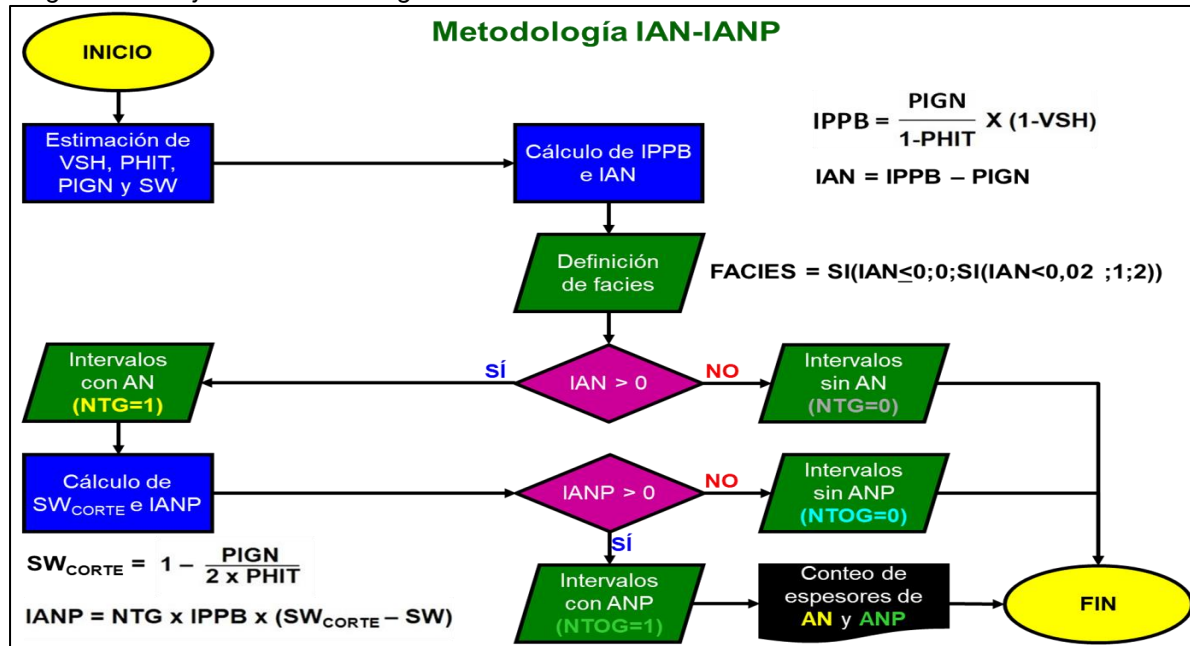 Metodología IAN-IANP
INICIO
Estimación de
VSH, PHIT,
PIGN y SW
Cálculo de IPPB
e IAN
IPPB = PIGN / 1-PHIT X (1-VSH)
IAN = IPPB – PIGN
Definición
de facies
FACIES = SI(IAN≤0;0;SI(IAN<0,02 ;1;2))
Intervalos
con AN
(NTG=1)
SÍ
IAN > 0
NO
Intervalos
sin AN
(NTG=0)
Cálculo de
SWCORTE e IANP
IANP > 0
NO
Intervalos
sin ANP
(NTOG=0)
SÍ
SWCORTE = 1 – PIGN / 2 x PHIT
IANP = NTG x IPPB x (SWCORTE – SW)
Intervalos
con ANP
(NTOG=1)
Conteo de
espesores de
AN y ANP
FIN